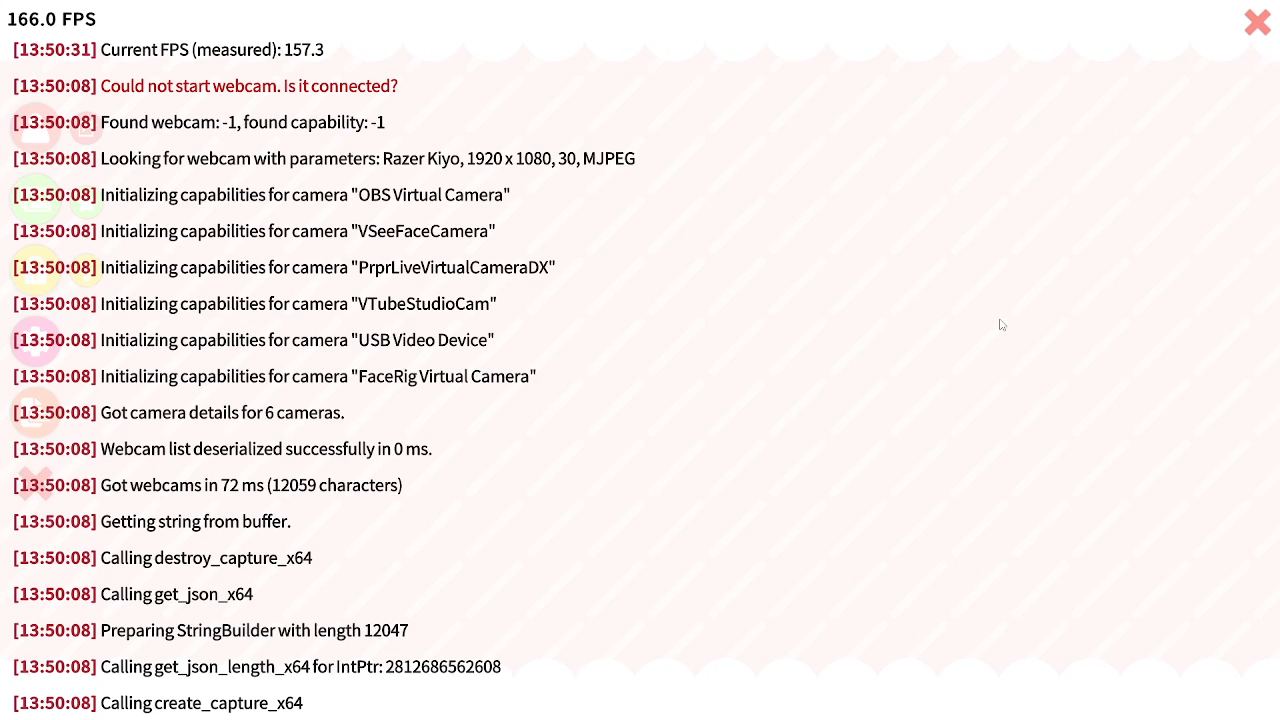 166.0 FPS
[13:50:31] Current FPS (measured): 157.3
[13:50:08] Could not start webcam. Is it connected?
[13:50:08] Found webcam: -1, found capability: -1
[13:50:08] Looking for webcam with parameters: Razer Kiyo, 1920 x 1080, 30, MJPEG
[13:50:08] Initializing capabilities for camera "OBS Virtual Camera"
[13:50:08] Initializing capabilities for camera "VSeeFaceCamera"
[13:50:08] Initializing capabilities for camera "PrprLiveVirtualCameraDX"
[13:50:08] Initializing capabilities for camera "VTubeStudioCam"
[13:50:08] Initializing capabilities for camera "USB Video Device"
[13:50:08] Initializing capabilities for camera "FaceRig Virtual Camera"
[13:50:08] Got camera details for 6 cameras.
[13:50:08] Webcam list deserialized successfully in 0 ms.
[13:50:08] Got webcams in 72 ms (12059 characters)
[13:50:08] Getting string from buffer.
[13:50:08] Calling destroy_capture_x64
[13:50:08] Calling get_json_x64
[13:50:08] Preparing StringBuilder with length 12047
[13:50:08] Calling get_json_length_x64 for IntPtr: 2812686562608
[13:50:08] Calling create_capture_x64